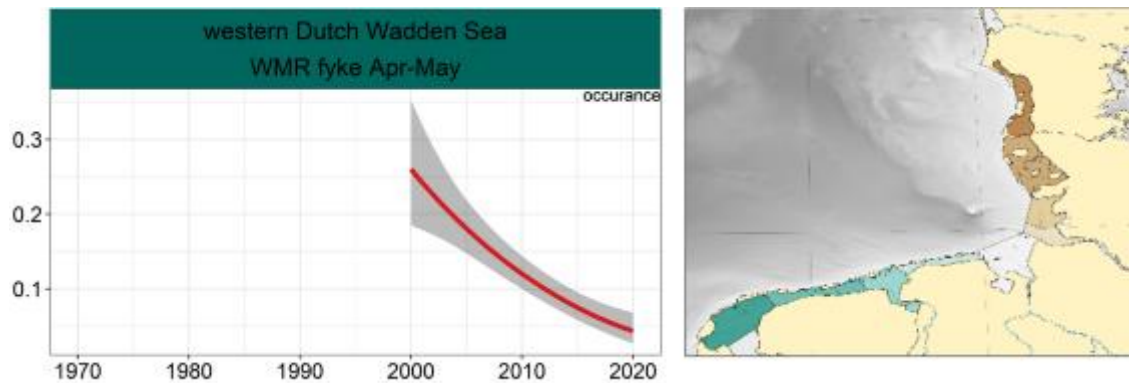 western Dutch Wadden Sea
WMR fyke Apr-May
occurance
0.3
0.2
0.1
1970 1980 1990 2000 2010 2020